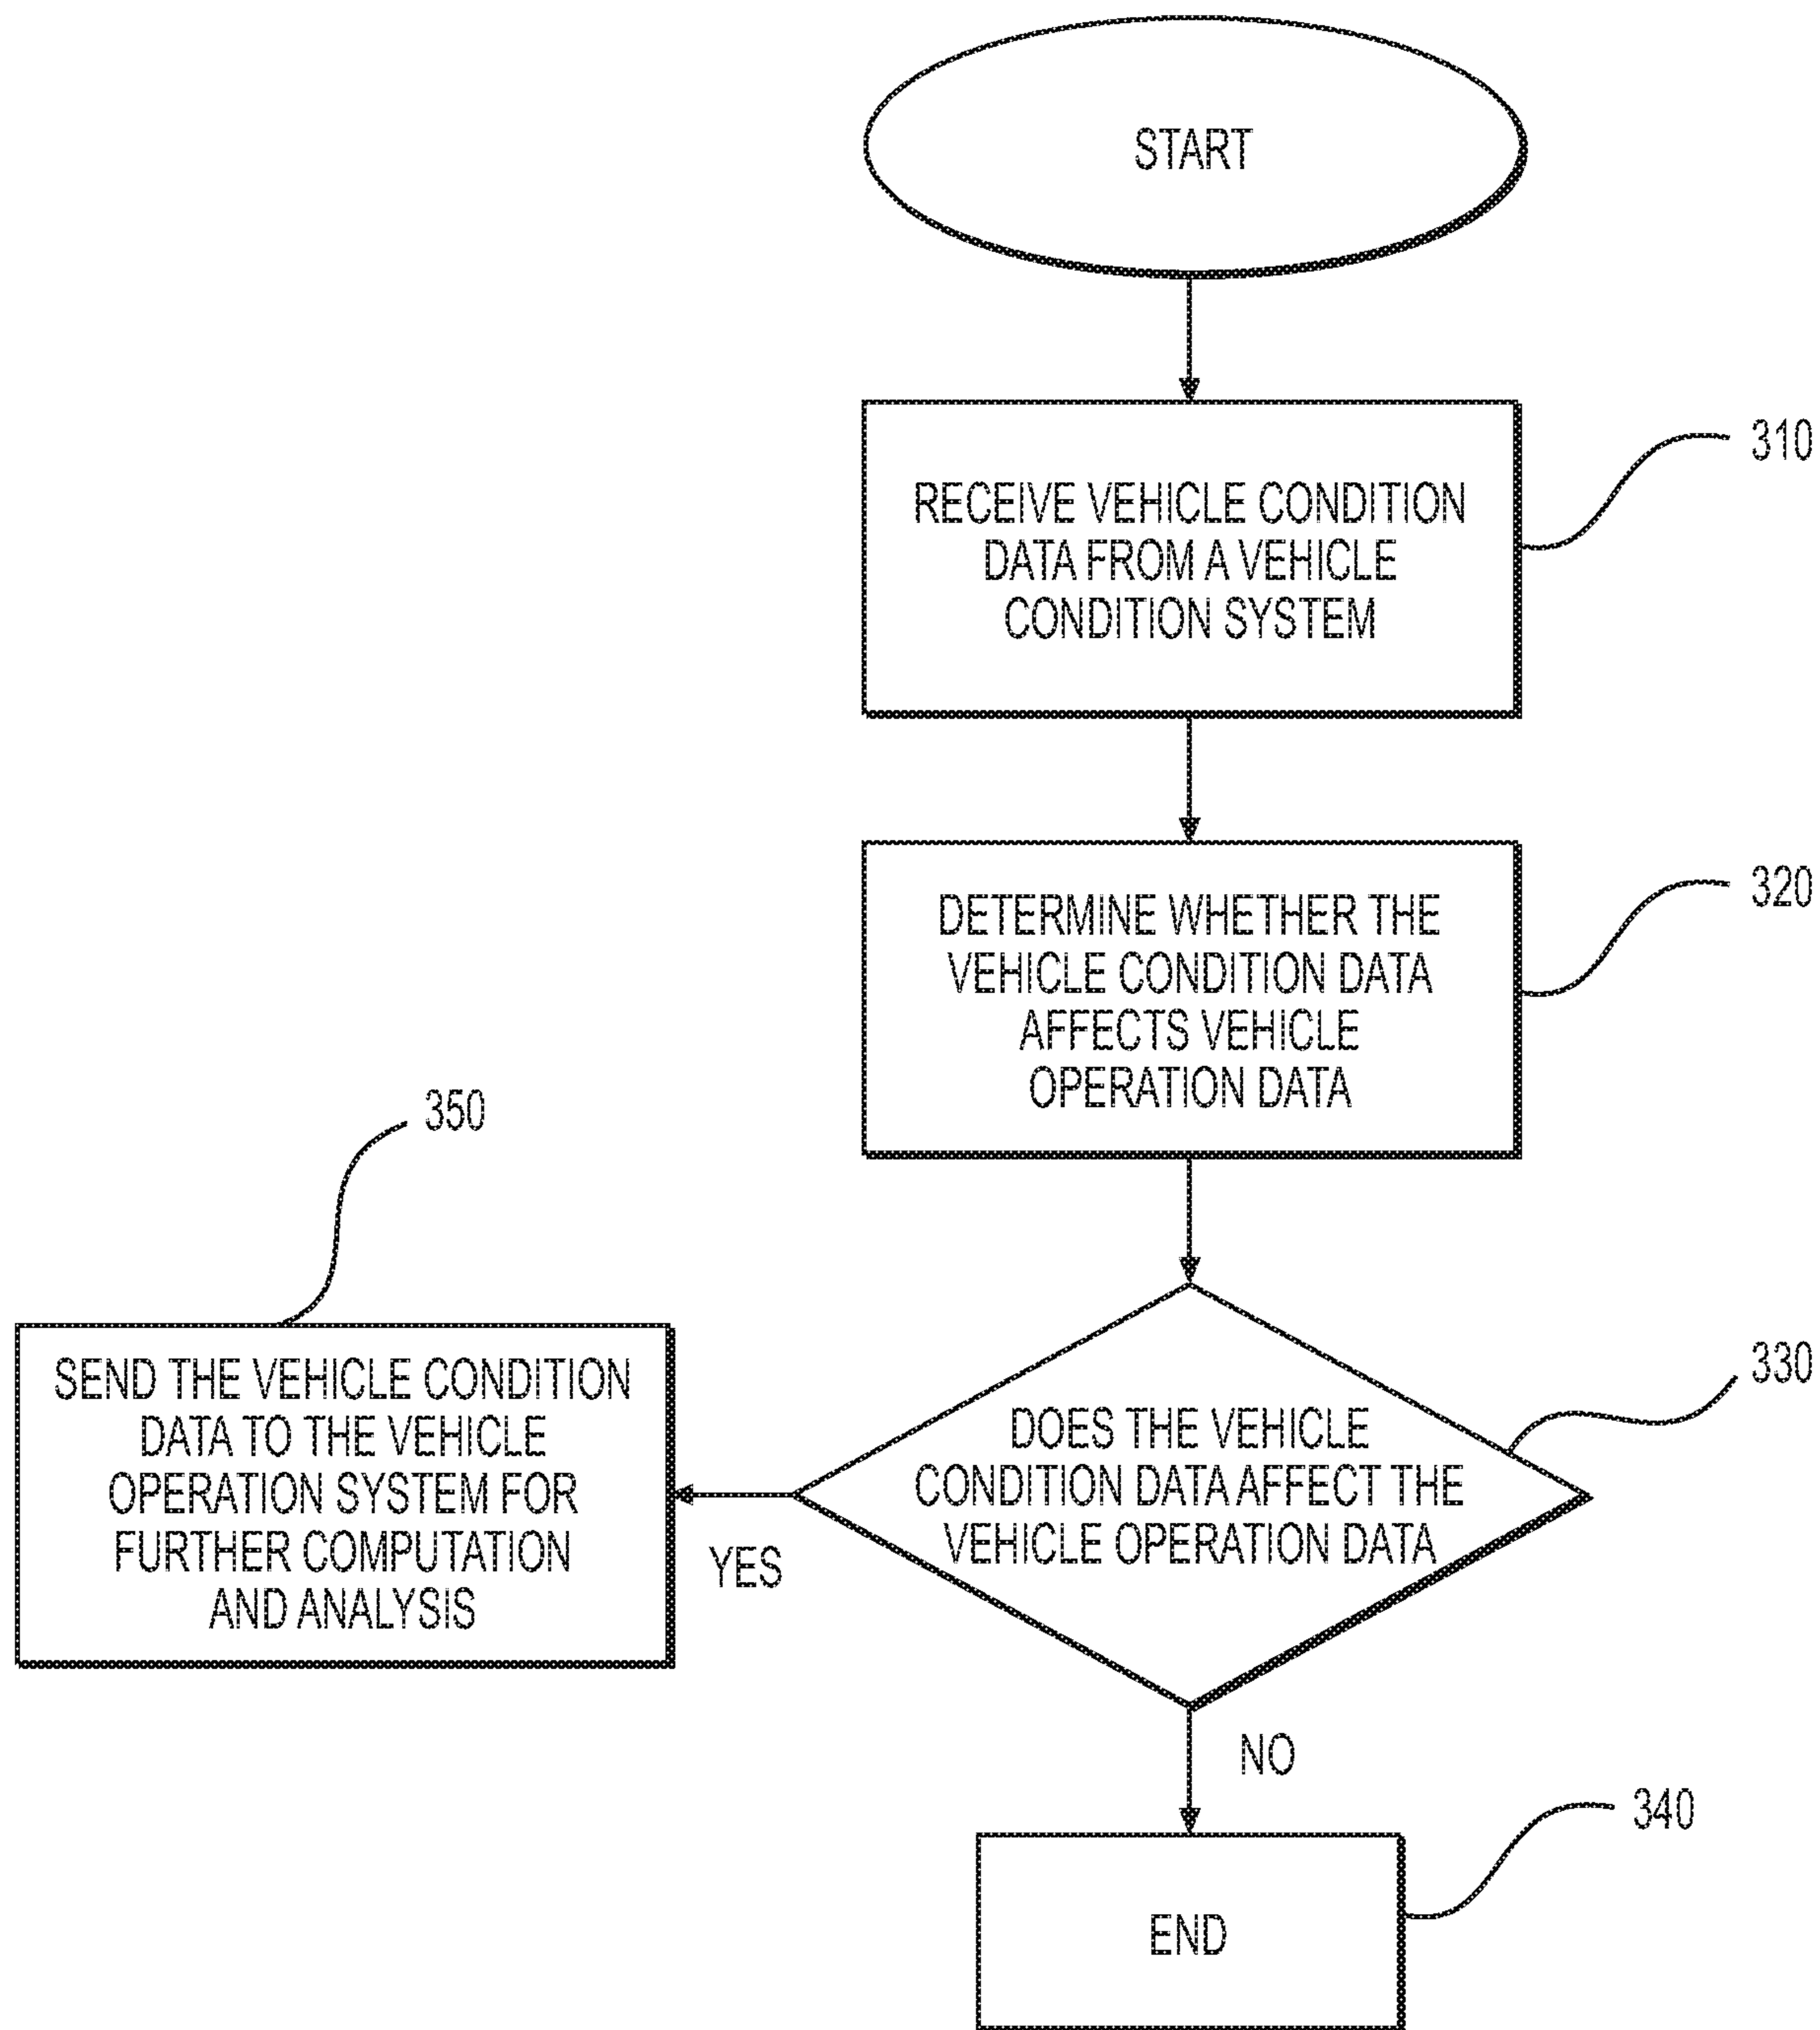 START
310
RECEIVE VEHICLE CONDITION
DATA FROM A VEHICLE
CONDITION SYSTEM
320
DETERMINE WHETHER THE
VEHICLE CONDITION DATA
AFFECTS VEHICLE
OPERATION DATA
350
330
SEND THE VEHICLE CONDITION
DATA TO THE VEHICLE
OPERATION SYSTEM FOR
FURTHER COMPUTATION
AND ANALYSIS
DOES THE VEHICLE
CONDITION DATA AFFECT THE
VEHICLE OPERATION DATA
YES
NO
340
END